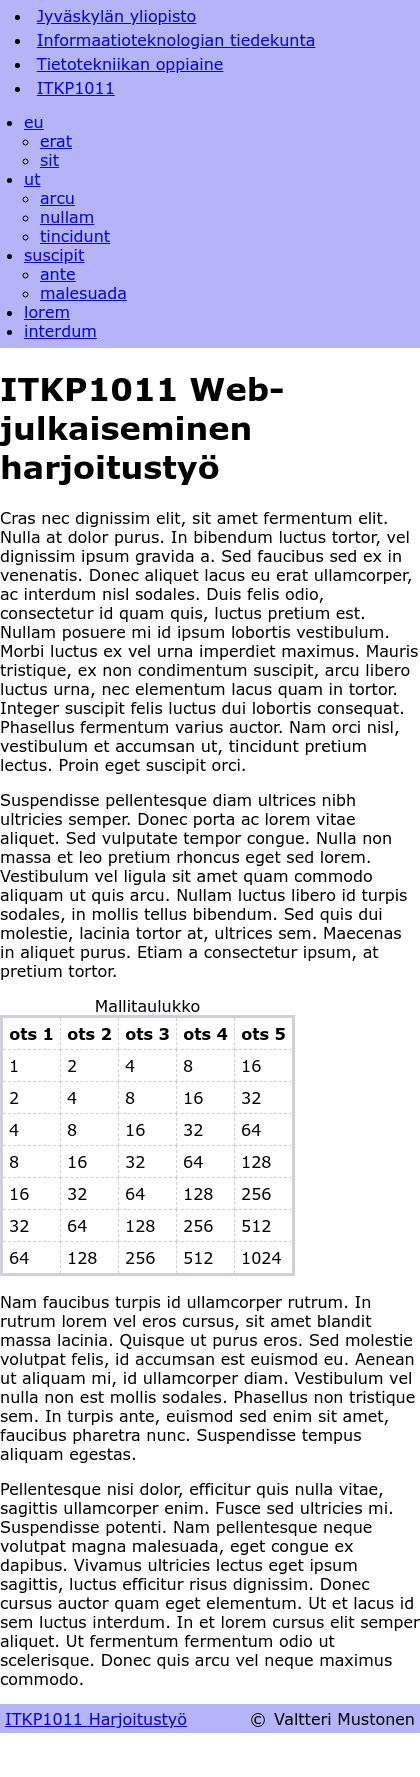 Jyväskylän yliopisto
Informaatioteknologian tiedekunta
Tietotekniikan oppiaine
ITKP1011
eu
erat
sit
ut
arcu
nullam
tincidunt
suscipit
ante
malesuada
lorem
interdum
ITKP1011 Web-
julkaiseminen
harjoitustyö
Cras nec dignissim elit, sit amet fermentum elit.
Nulla at dolor purus. In bibendum luctus tortor, vel
dignissim ipsum gravida a. Sed faucibus sed ex in
venenatis. Donec aliquet lacus eu erat ullamcorper,
ac interdum nisl sodales. Duis felis odio,
consectetur id quam quis, luctus pretium est.
Nullam posuere mi id ipsum lobortis vestibulum.
Morbi luctus ex vel urna imperdiet maximus. Mauris
tristique, ex non condimentum suscipit, arcu libero
luctus urna, nec elementum lacus quam in tortor.
Integer suscipit felis luctus dui lobortis consequat.
Phasellus fermentum varius auctor. Nam orci nisl,
vestibulum et accumsan ut, tincidunt pretium
lectus. Proin eget suscipit orci.
Suspendisse pellentesque diam ultrices nibh
ultricies semper. Donec porta ac lorem vitae
aliquet. Sed vulputate tempor congue. Nulla non
massa et leo pretium rhoncus eget sed lorem.
Vestibulum vel ligula sit amet quam commodo
aliquam ut quis arcu. Nullam luctus libero id turpis
sodales, in mollis tellus bibendum. Sed quis dui
molestie, lacinia tortor at, ultrices sem. Maecenas
in aliquet purus. Etiam a consectetur ipsum, at
pretium tortor.
Mallitaulukko
ots 1 ots 2 ots 3 ots 4 ots 5
1 2 4 8 16
2 4 8 16 32
4 8 16 32 64
8 16 32 64 128
16 32 64 128 256
32 64 128 256 512
64 128 256 512 1024
Nam faucibus turpis id ullamcorper rutrum. In
rutrum lorem vel eros cursus, sit amet blandit
massa lacinia. Quisque ut purus eros. Sed molestie
volutpat felis, id accumsan est euismod eu. Aenean
ut aliquam mi, id ullamcorper diam. Vestibulum vel
nulla non est mollis sodales. Phasellus non tristique
sem. In turpis ante, euismod sed enim sit amet,
faucibus pharetra nunc. Suspendisse tempus
aliquam egestas.
Pellentesque nisi dolor, efficitur quis nulla vitae,
sagittis ullamcorper enim. Fusce sed ultricies mi.
Suspendisse potenti. Nam pellentesque neque
volutpat magna malesuada, eget congue ex
dapibus. Vivamus ultricies lectus eget ipsum
sagittis, luctus efficitur risus dignissim. Donec
cursus auctor quam eget elementum. Ut et lacus id
sem luctus interdum. In et lorem cursus elit semper
aliquet. Ut fermentum fermentum odio ut
scelerisque. Donec quis arcu vel neque maximus
commodo.
ITKP1011 Harjoitustyö © Valtteri Mustonen